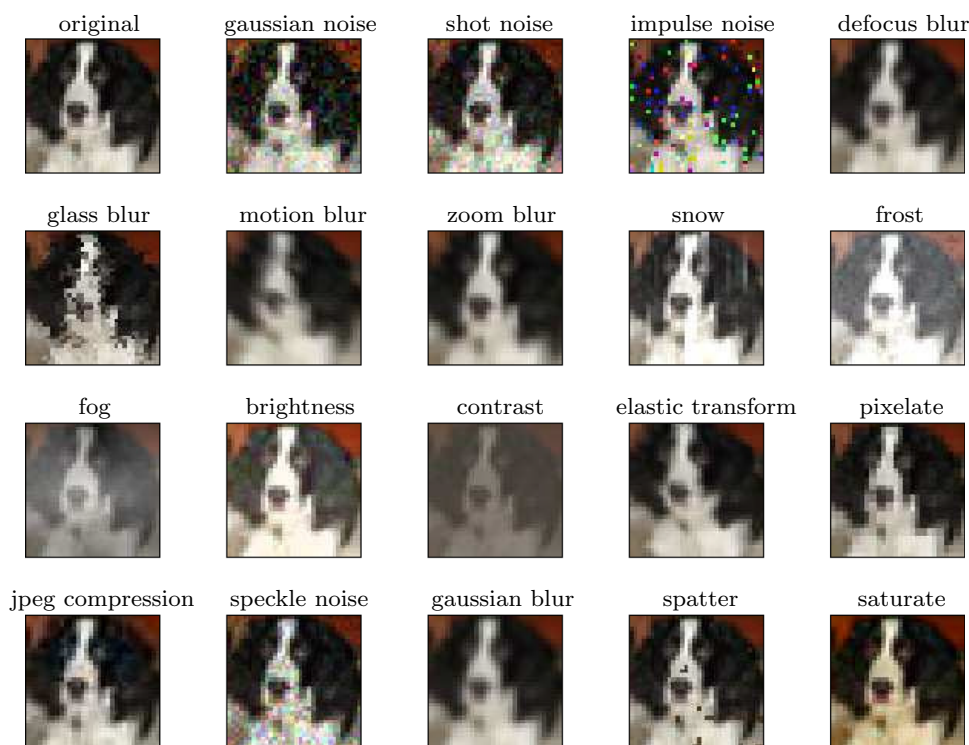 original
gaussian noise
shot noise
impulse noise
defocus blur
glass blur
motion blur
zoom blur
snow
frost
fog
brightness
contrast
elastic transform
pixelate
jpeg compression
speckle noise
gaussian blur
spatter
saturate